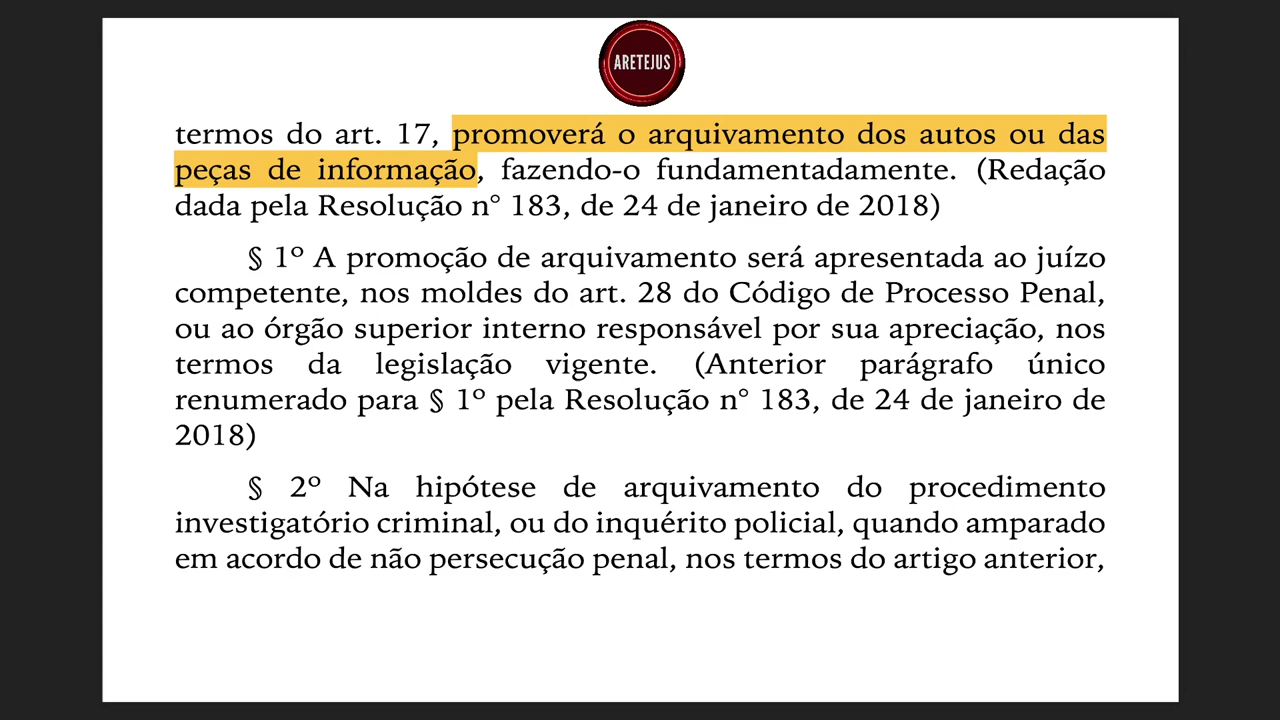 ARETEJUS
termos do art. 17, promoverá o arquivamento dos autos ou das
peças de informação, fazendo-o fundamentadamente. (Redação
dada pela Resolução n° 183, de 24 de janeiro de 2018)
§ 1º A promoção de arquivamento será apresentada ao juízo
competente, nos moldes do art. 28 do Código de Processo Penal,
ou ao órgão superior interno responsável por sua apreciação, nos
termos da legislação vigente. (Anterior parágrafo único
renumerado para § 1º pela Resolução n° 183, de 24 de janeiro de
2018)
§ 2º Na hipótese de arquivamento do procedimento
investigatório criminal, ou do inquérito policial, quando amparado
em acordo de não persecução penal, nos termos do artigo anterior,